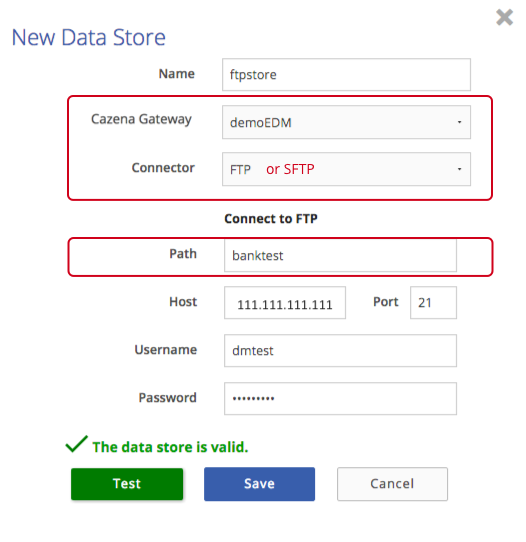 New Data Store
Name ftpstore
Cazena Gateway demoEDM
Connector FTP or SFTP
Connect to FTP
Path banktest
Host 111.111.111.111 Port 21
Username dmtest
Password •••••••••
The data store is valid.
Test Save Cancel